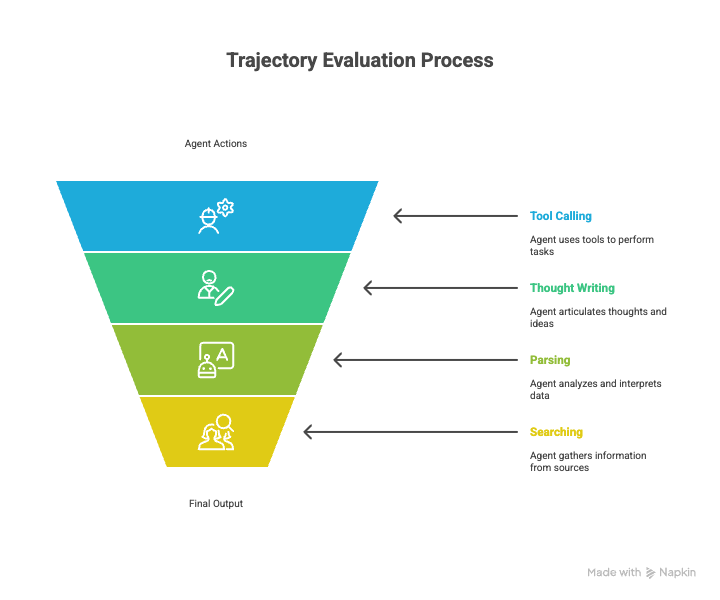 Trajectory Evaluation Process
Agent Actions
Tool Calling
Agent uses tools to perform
tasks
Thought Writing
Agent articulates thoughts and
ideas
A
Parsing
Agent analyzes and interprets
data
Searching
Agent gathers information
from sources
Final Output
Made with Napkin